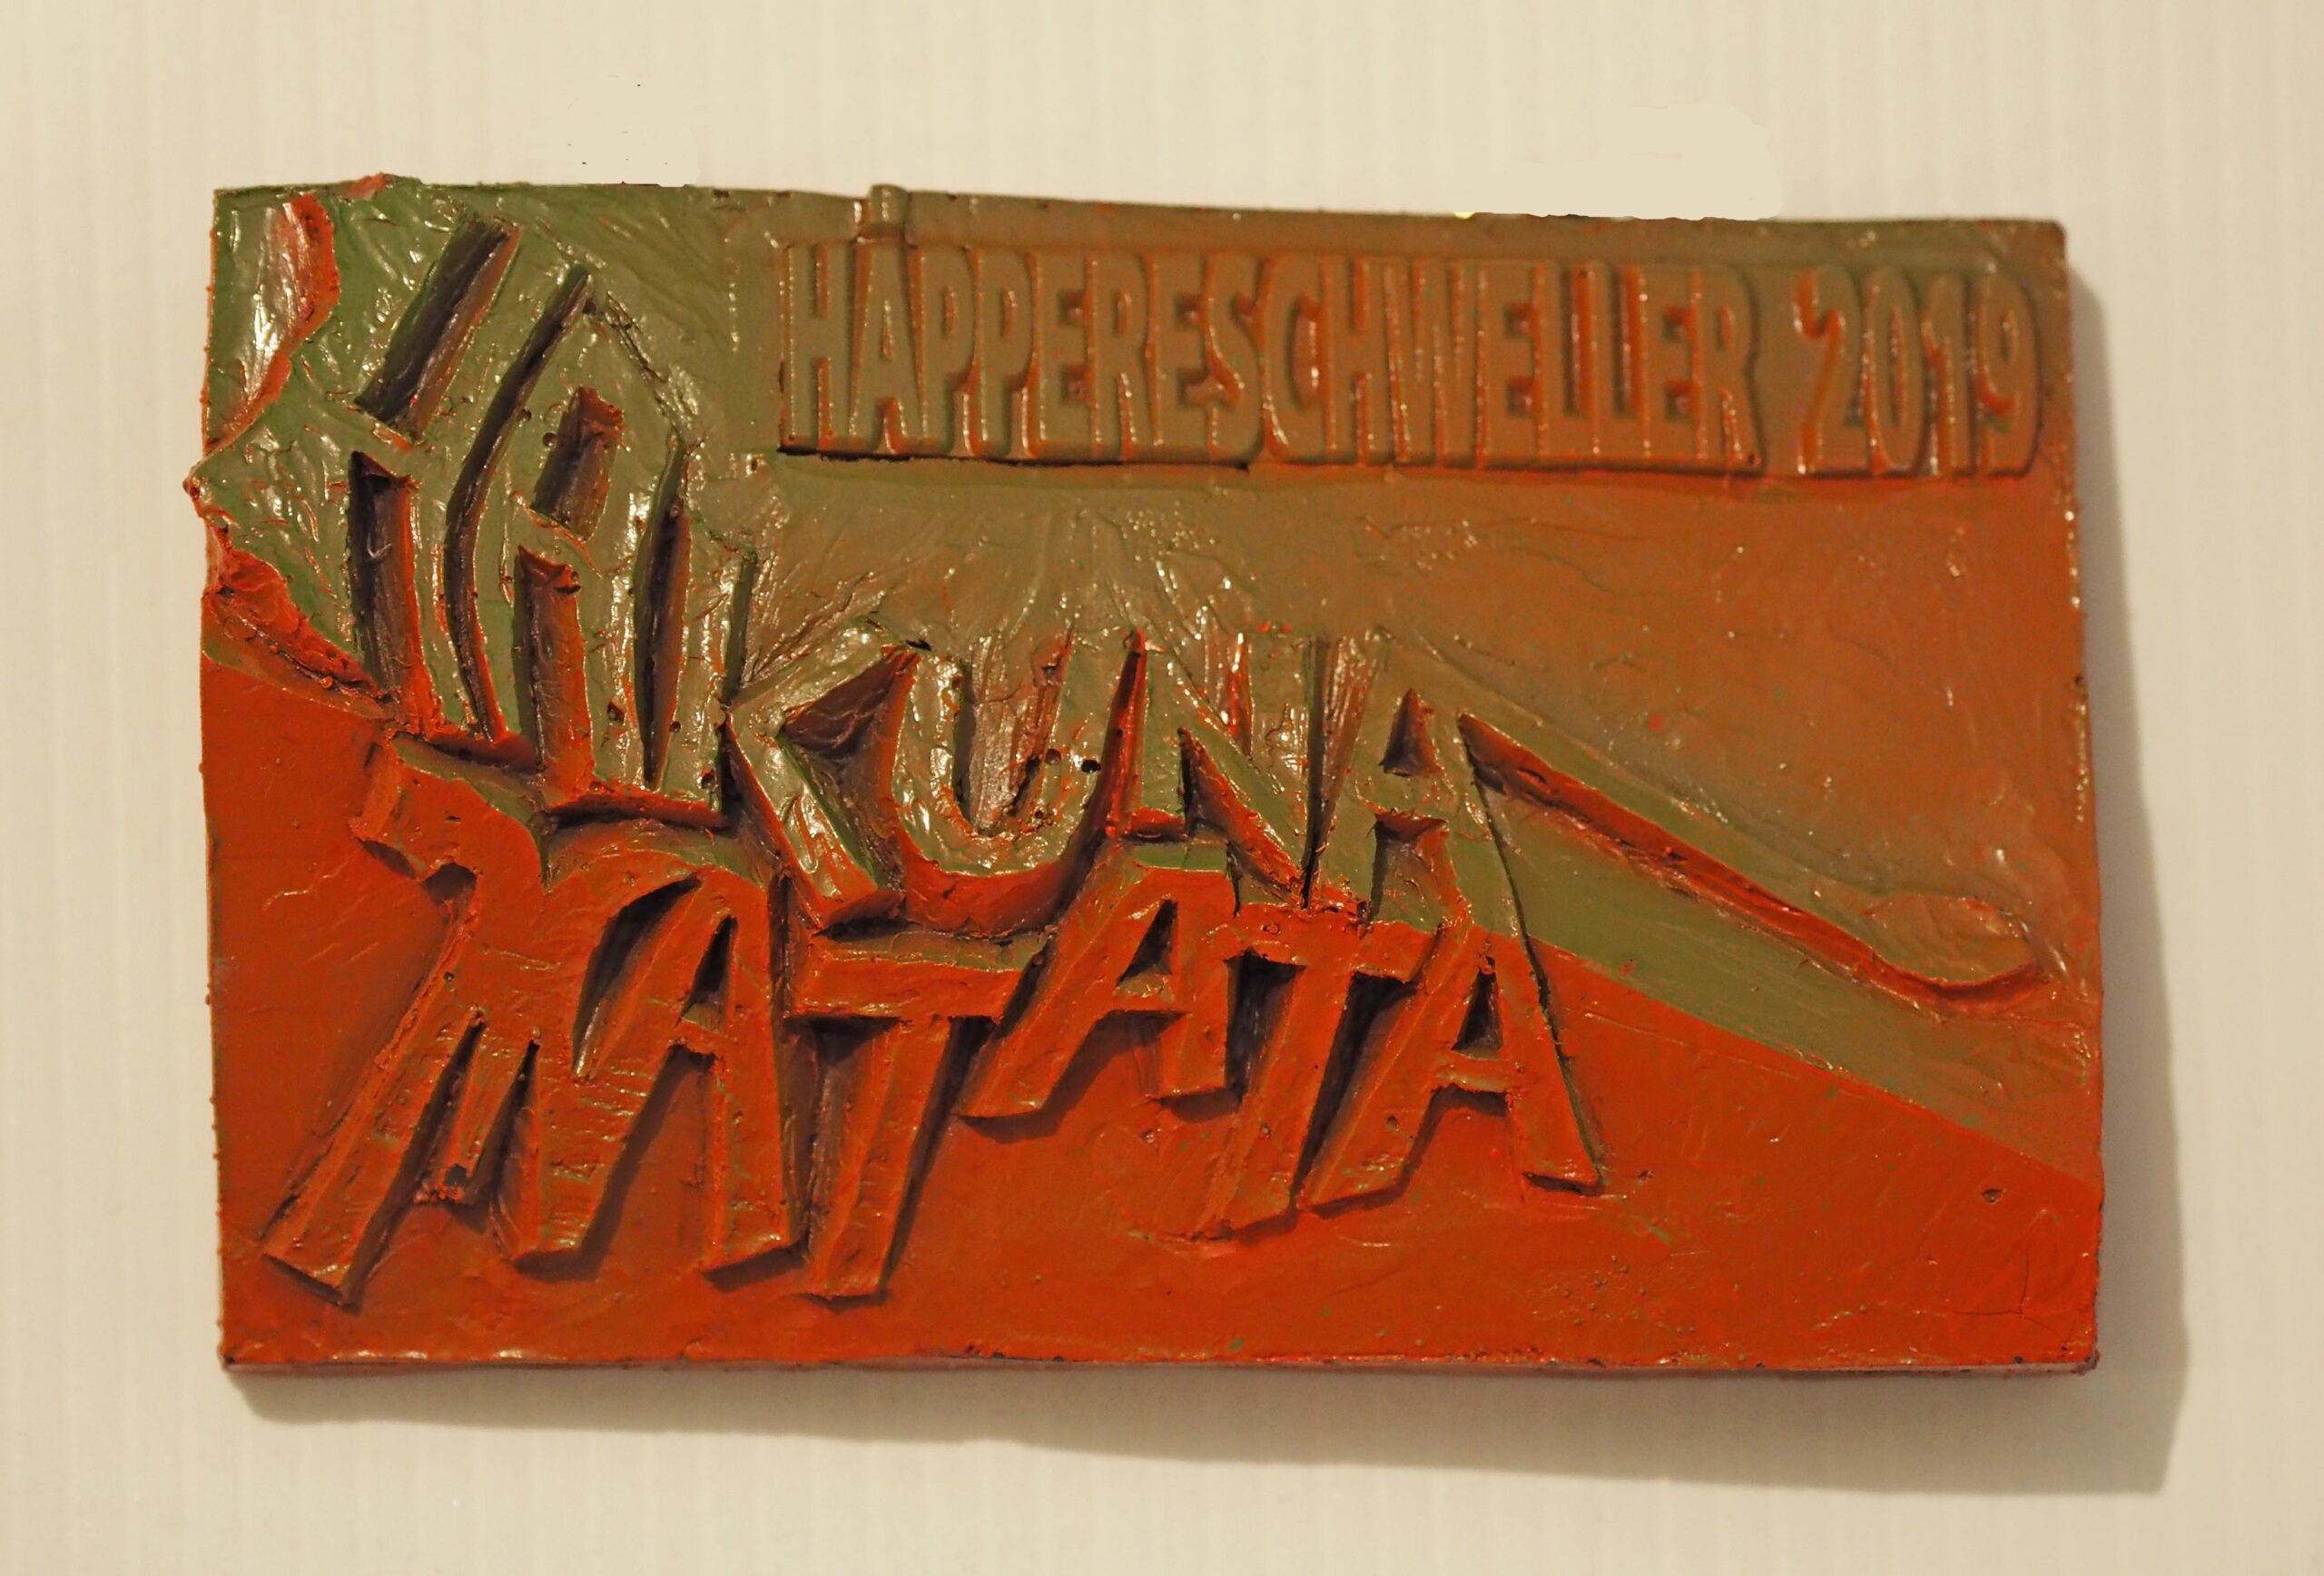 HÄPPERESCHWELLER 2019
HAKUNA
MATATA